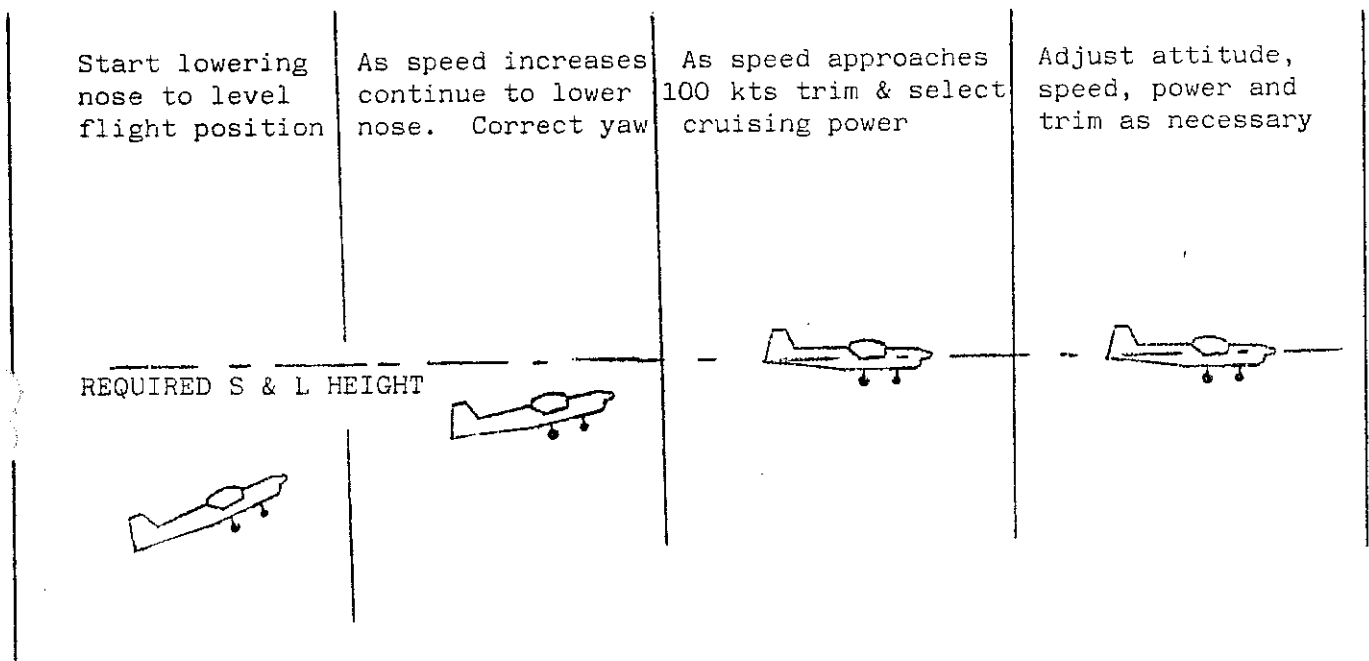 Start lowering
nose to level
flight position
As speed increases
continue to lower
nose. Correct yaw
As speed approaches
100 kts trim & select
cruising power
Adjust attitude,
speed, power and
trim as necessary
REQUIRED S & L HEIGHT